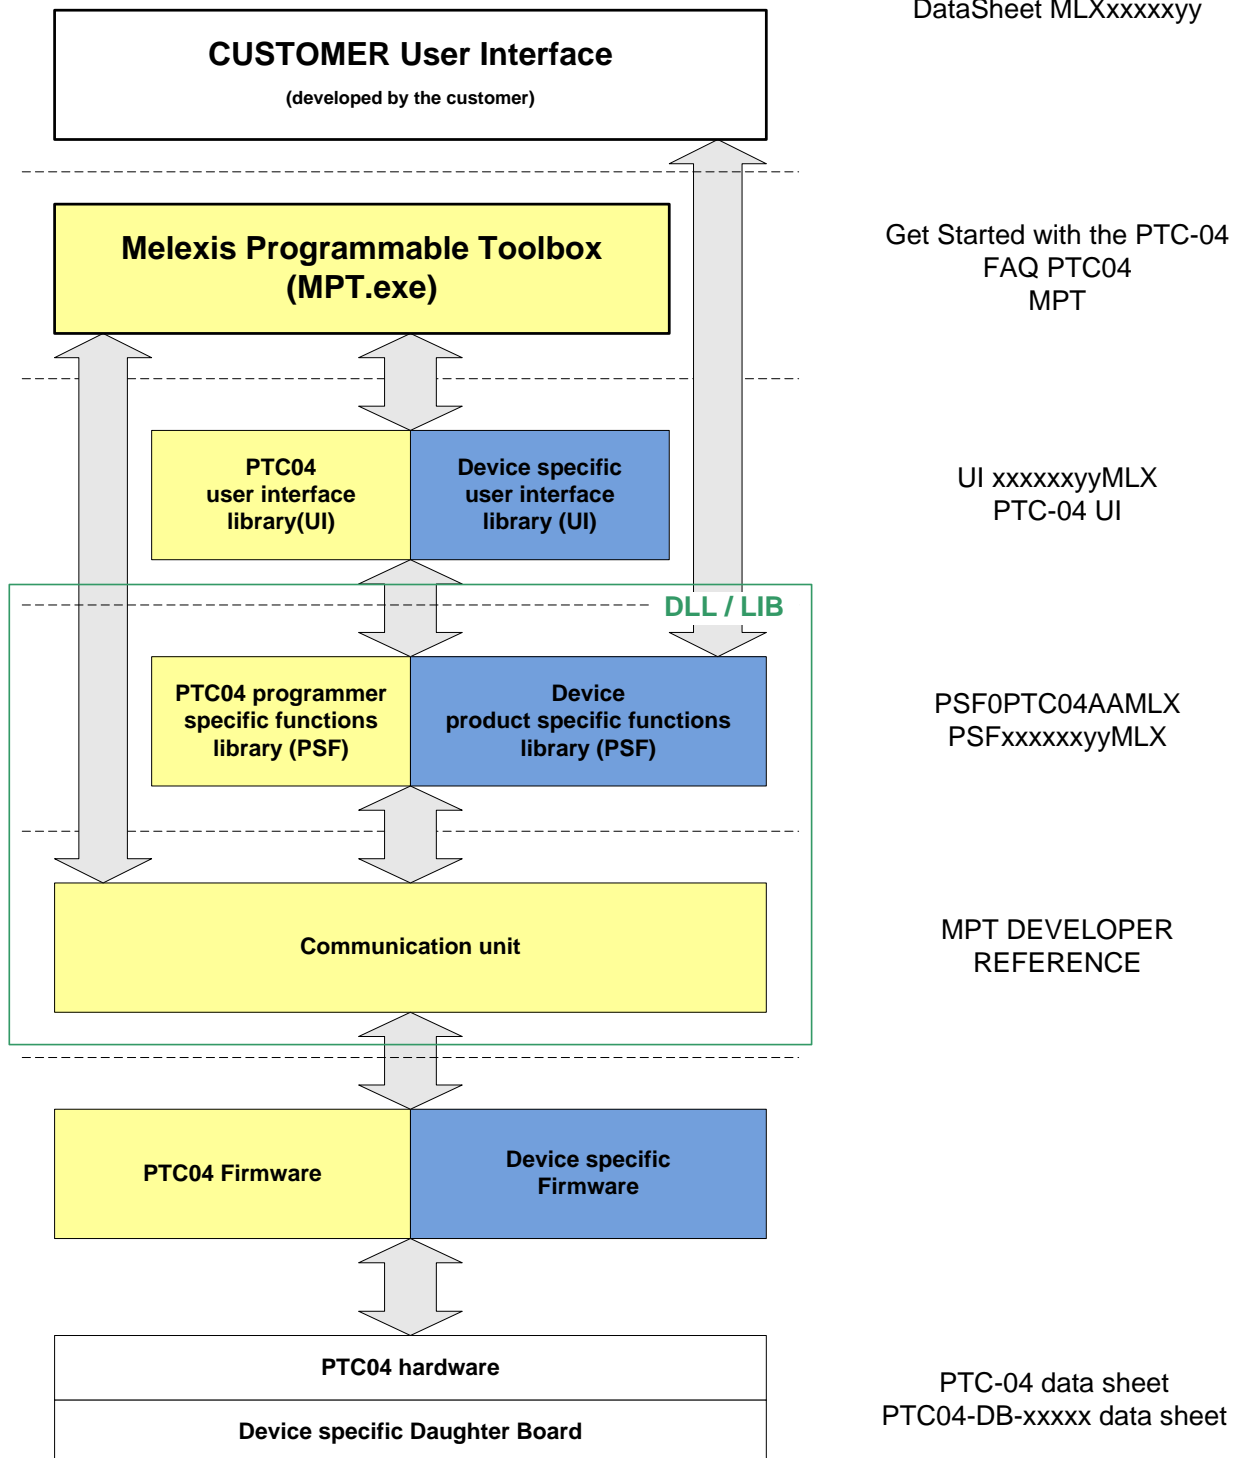 DataSheet MLXxxxxxyy
CUSTOMER User Interface
(developed by the customer)
Melexis Programmable Toolbox
(MPT.exe)
Get Started with the PTC-04
FAQ PTC04
MPT
PTC04
user interface
library(UI)
Device specific
user interface
library (UI)
UI xxxxxxyyMLX
PTC-04 UI
DLL / LIB
PTC04 programmer
specific functions
library (PSF)
Device
product specific functions
library (PSF)
PSF0PTC04AAMLX
PSFxxxxxxyyMLX
Communication unit
MPT DEVELOPER
REFERENCE
PTC04 Firmware
Device specific
Firmware
PTC04 hardware
Device specific Daughter Board
PTC-04 data sheet
PTC04-DB-xxxxx data sheet